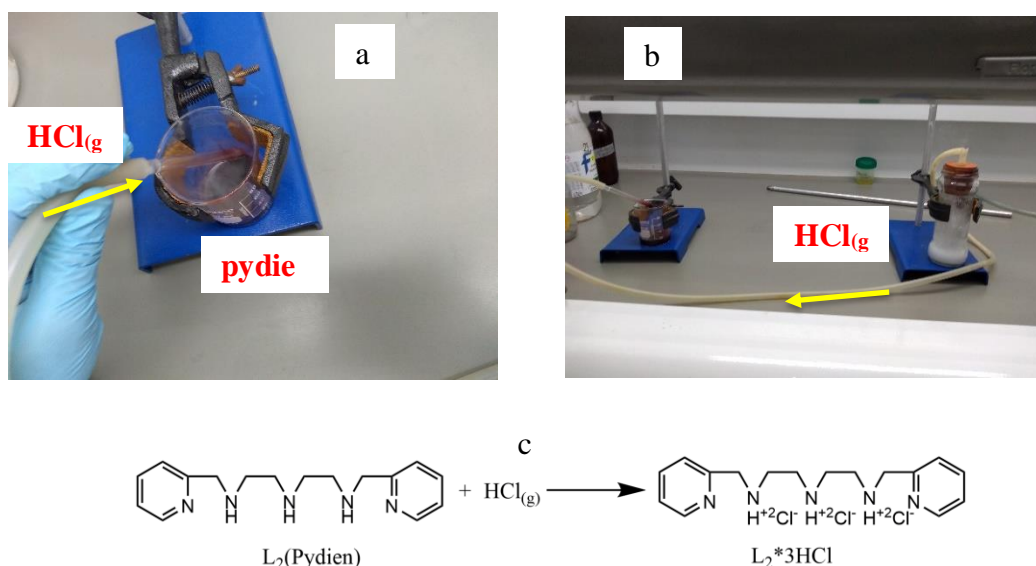 a
HCl(g
pydie
b
HCl(g
c
N
N
H
N
H
N
H
N
+ HCl(g)
N
N
H+2Cl-
N
H+2Cl-
N
H+2Cl-
N
L2(Pydien)
L2*3HCl